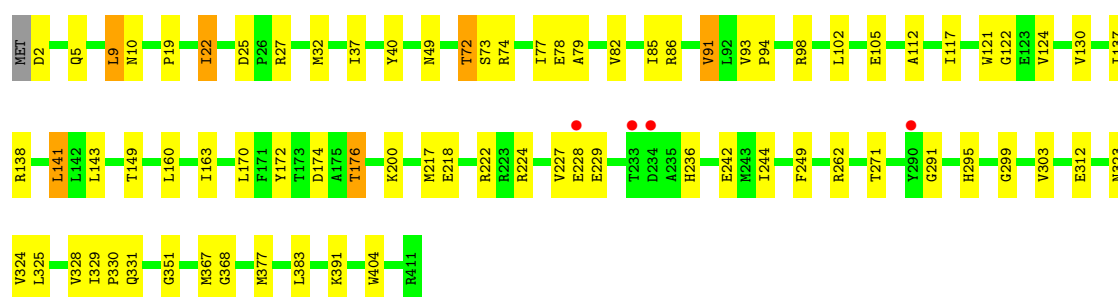 MET D2 Q5 L9 N10 P19 I22 D25 P26 R27 M32 I37 Y40 N49 T72 S73 R74 I77 E78 A79 V82 I85 R86 V91 L92 V93 P94 R98 L102 E105 A112 I117 W121 G122 E123 V124 V130 I137
R138 L141 L142 L143 T149 L160 I163 L170 F171 Y172 T173 D174 A175 T176 K200 M217 E218 R222 R223 R224 V227 E228 E229 T233 D234 A235 H236 E242 M243 I244 F249 R262 T271 Y290 G291 H295 G299 V303 E312 N323
V324 L325 V328 I329 P330 Q331 G351 M367 G368 M377 L383 K391 W404 R411